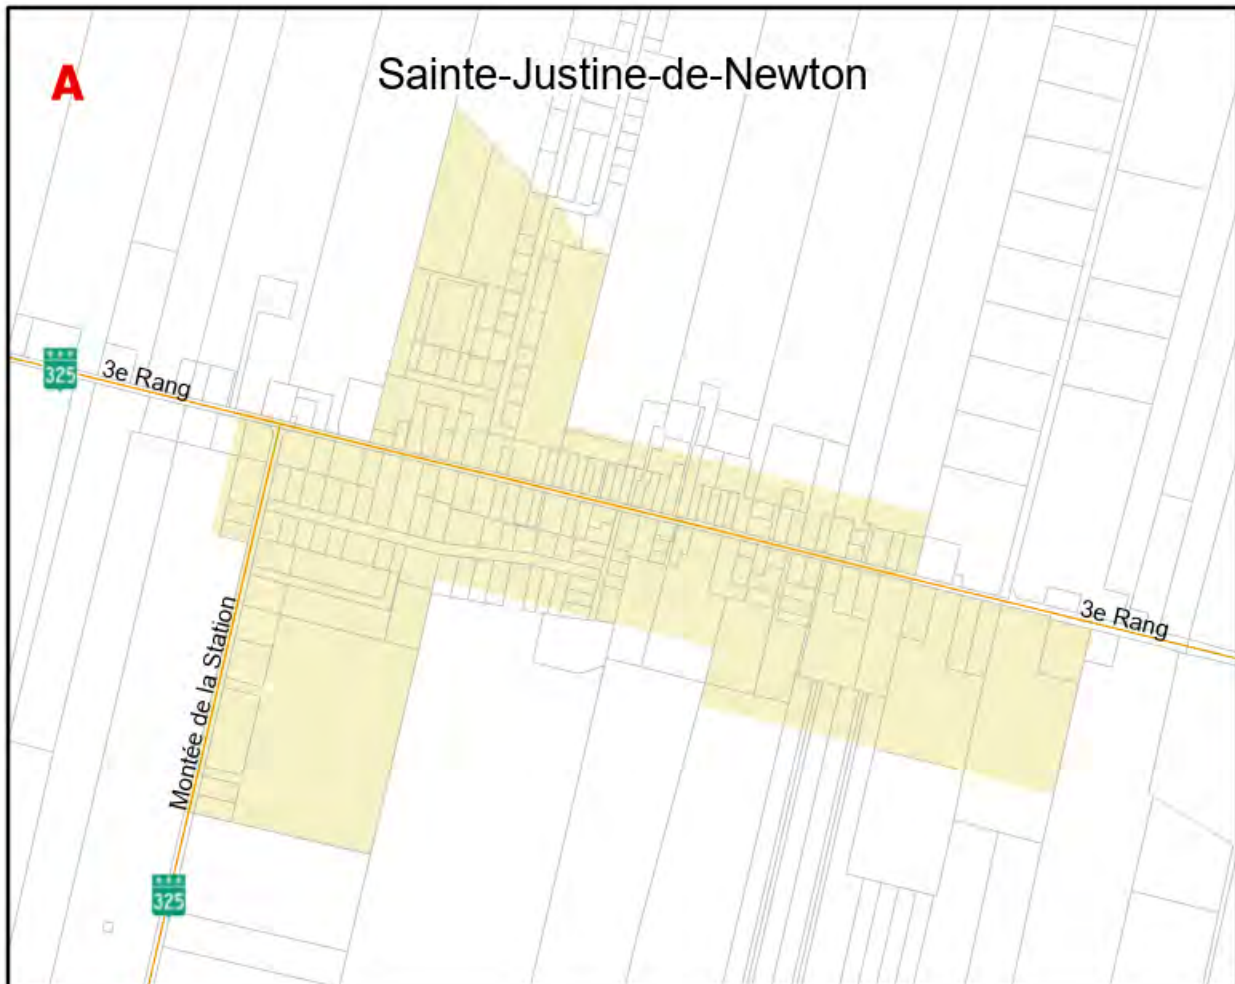 Sainte-Justine-de-Newton
A
325
3e Rang
3e Rang
Montée de la Station
325